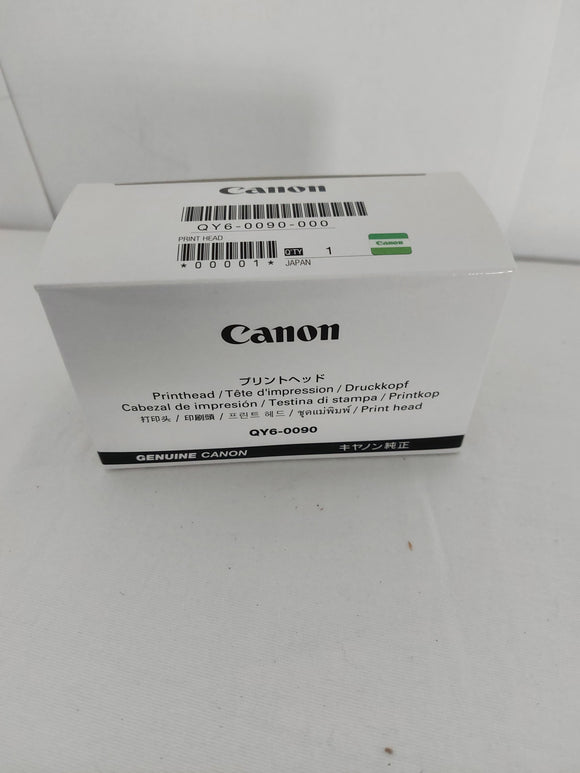 Canon
QY6-0090-000
PRINT HEAD
Q'TY 1
*00001* JAPAN
Canon
Canon
プリントヘッド
Printhead / Tête d'impression / Druckkopf
Cabezal de impresión / Testina di stampa / Printkop
打印头 / 印刷頭 / 프린트 헤드 / ชุดแม่พิมพ์ / Print head
QY6-0090
GENUINE CANON キヤノン純正